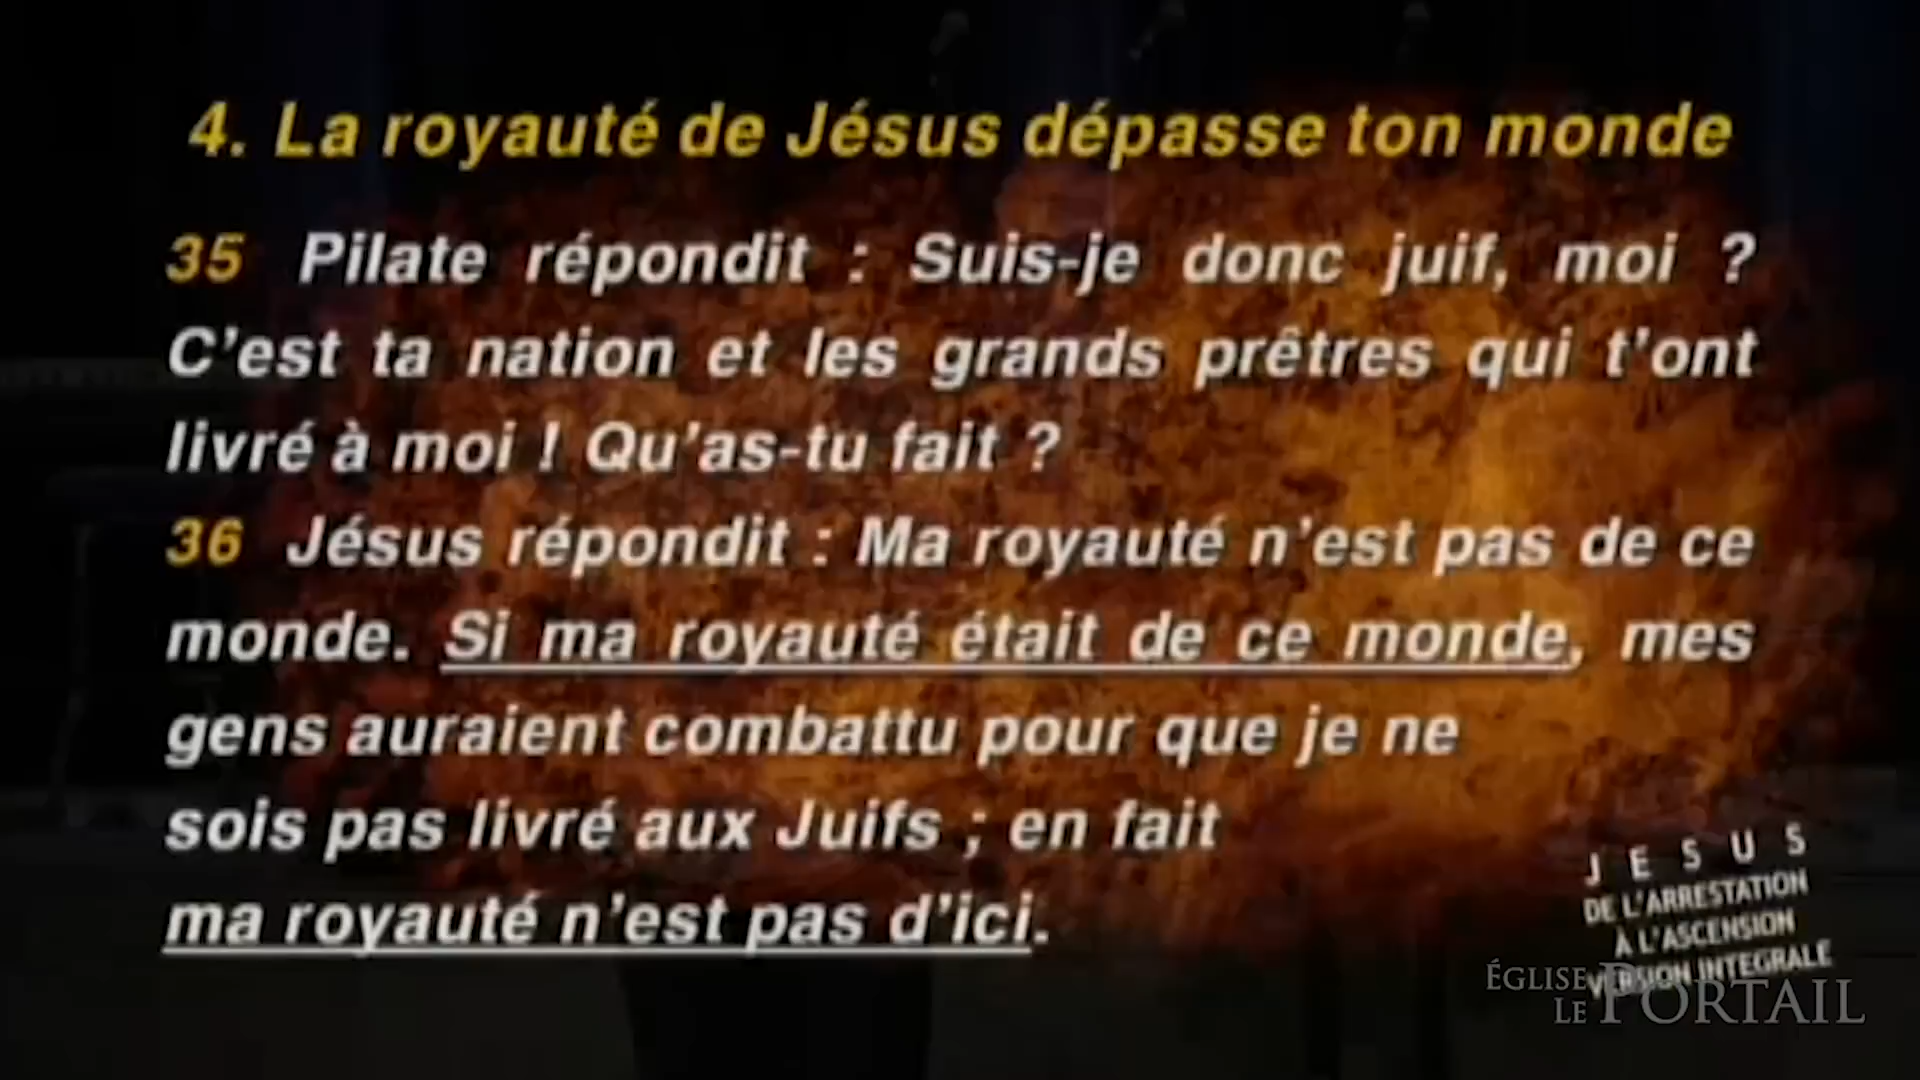 4. La royauté de Jésus dépasse ton monde
35 Pilate répondit : Suis-je donc juif, moi ?
C’est ta nation et les grands prêtres qui t’ont
livré à moi ! Qu’as-tu fait ?
36 Jésus répondit : Ma royauté n’est pas de ce
monde. Si ma royauté était de ce monde, mes
gens auraient combattu pour que je ne
sois pas livré aux Juifs ; en fait
ma royauté n’est pas d’ici.
JESUS
DE L’ARRESTATION
À L’ASCENSION
VERSION INTEGRALE
ÉGLISE
LE PORTAIL